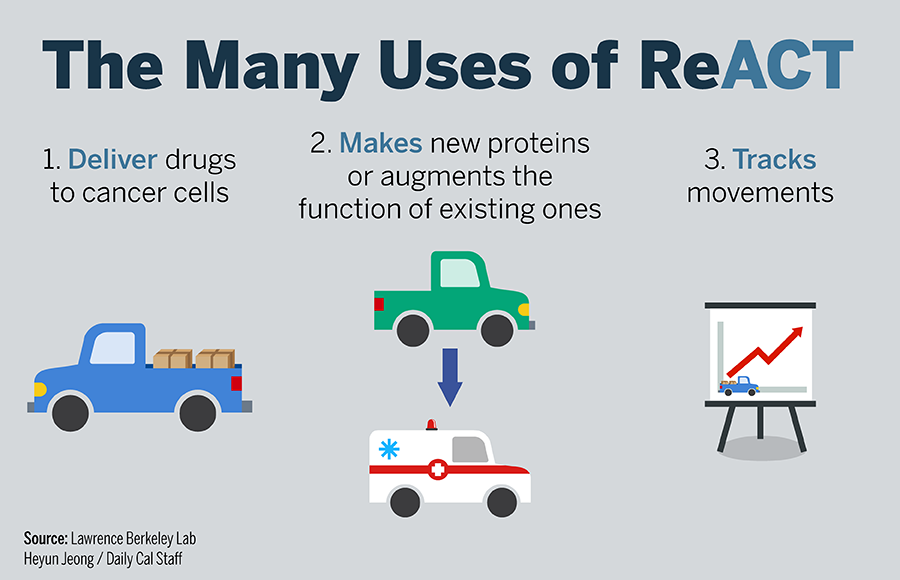 The Many Uses of ReACT
1. Deliver drugs
to cancer cells
2. Makes new proteins
or augments the
function of existing ones
3. Tracks
movements
Source: Lawrence Berkeley Lab
Heyun Jeong / Daily Cal Staff